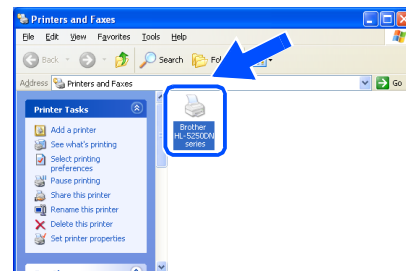 Printers and Faxes
File Edit View Favorites Tools Help
Back Search
Address Printers and Faxes Go
Printer Tasks
Add a printer
See what's printing
Select printing
preferences
Pause printing
Share this printer
Rename this printer
Delete this printer
Set printer properties
Brother
HL-5250DN
series